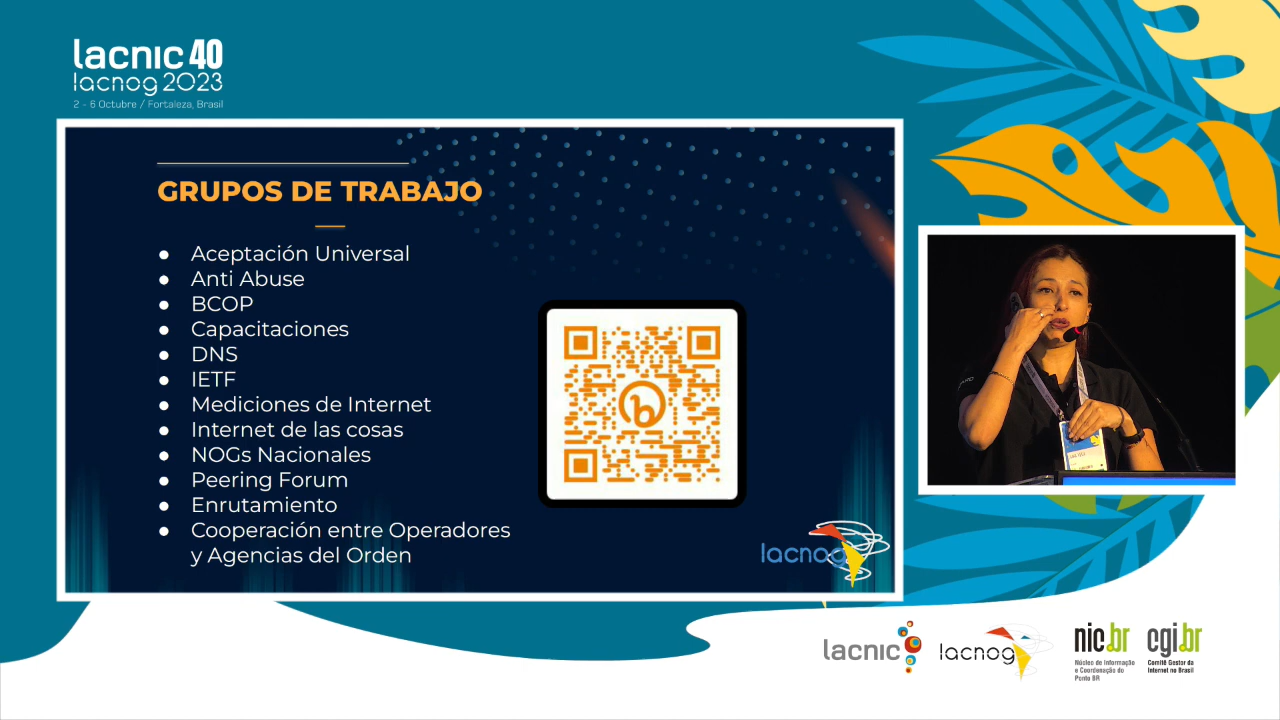 lacnic 40
lacnog 2023
2 - 6 Octubre / Fortaleza, Brasil
GRUPOS DE TRABAJO
● Aceptación Universal
● Anti Abuse
● BCOP
● Capacitaciones
● DNS
● IETF
● Mediciones de Internet
● Internet de las cosas
● NOGs Nacionales
● Peering Forum
● Enrutamiento
● Cooperación entre Operadores
y Agencias del Orden
b
lacnog
lacnic
lacnog
nic.br
Núcleo de Informação
e Coordenação do
Ponto BR
cgi.br
Comitê Gestor da
Internet no Brasil